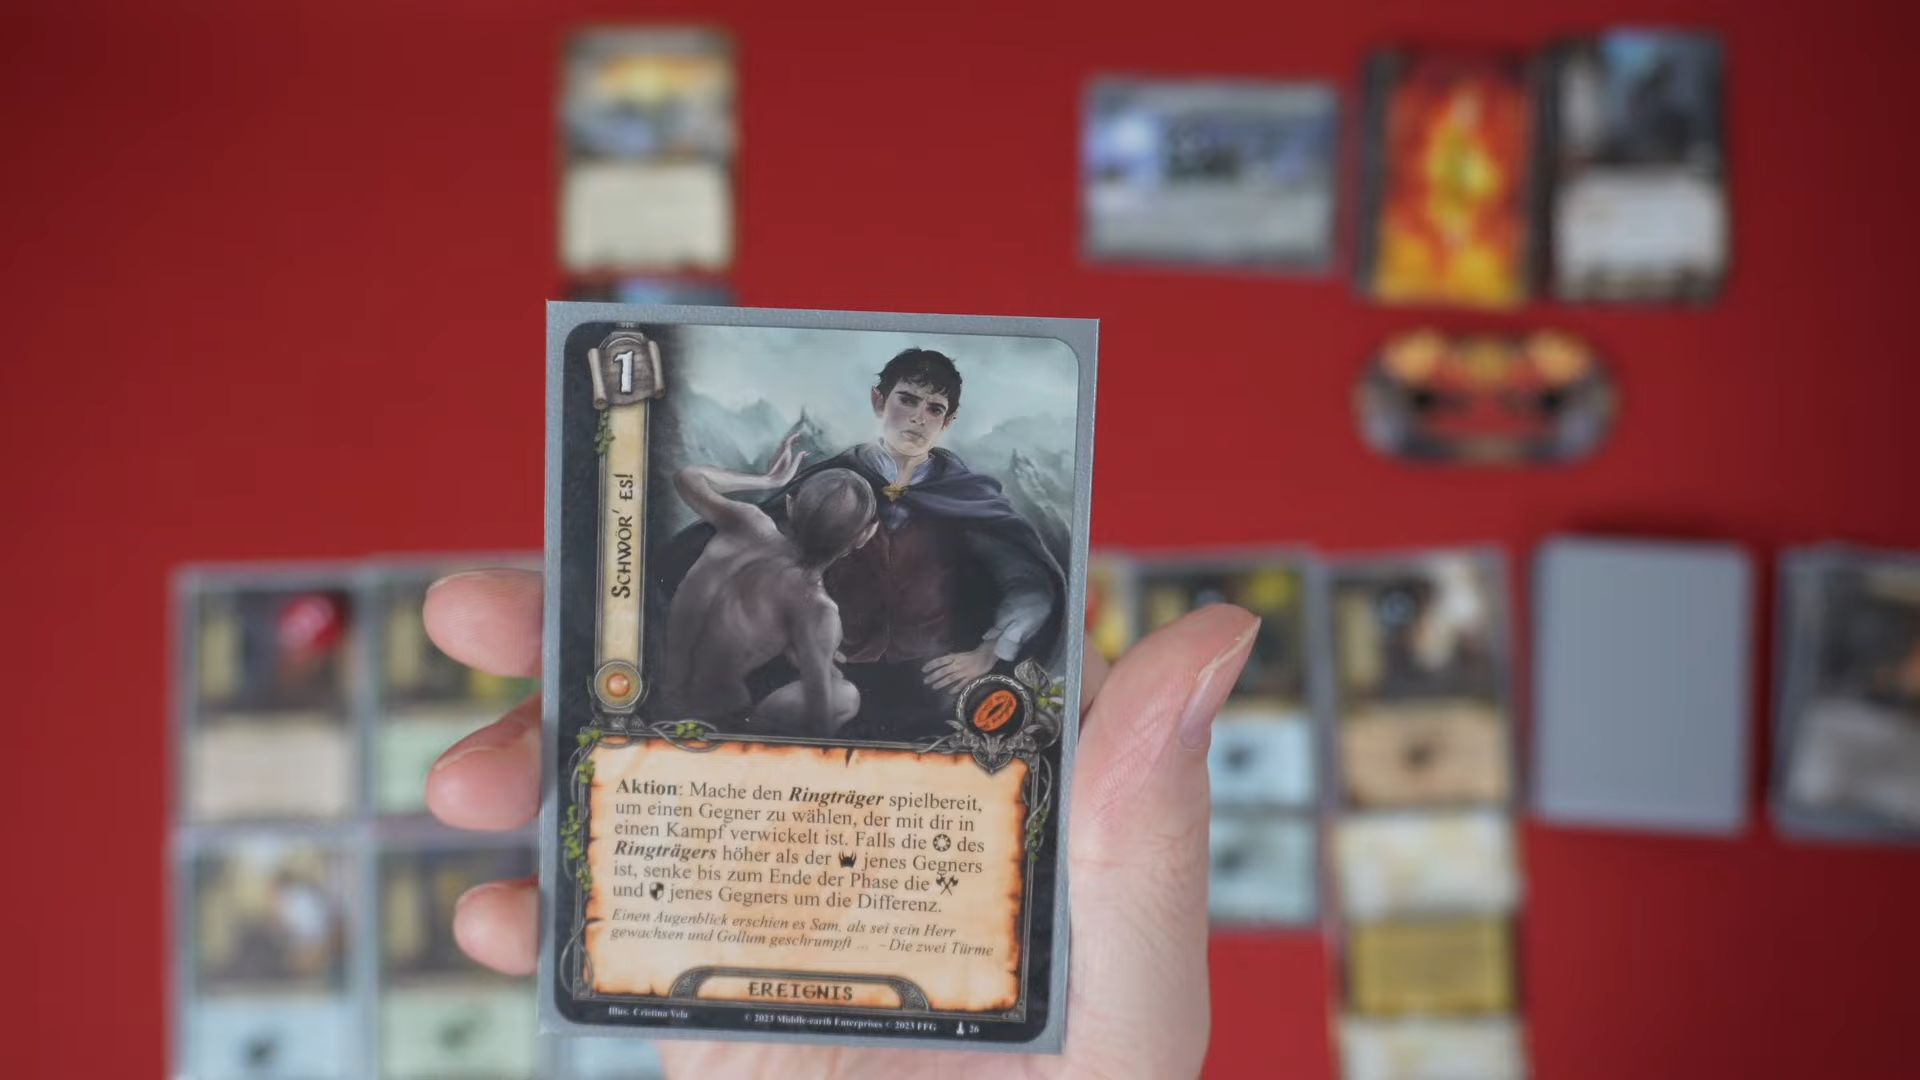 1
Schwör' es!
Aktion: Mache den Ringträger spielbereit,
um einen Gegner zu wählen, der mit dir in
einen Kampf verwickelt ist. Falls die des
Ringträgers höher als der jenes Gegners
ist, senke bis zum Ende der Phase die
und jenes Gegners um die Differenz.
Einen Augenblick erschien es Sam, als sei sein Herr
gewachsen und Gollum geschrumpft ... –Die zwei Türme
EREIGNIS
Illus. Cristina Vela
© 2023 Middle-earth Enterprises © 2023 FFG
26